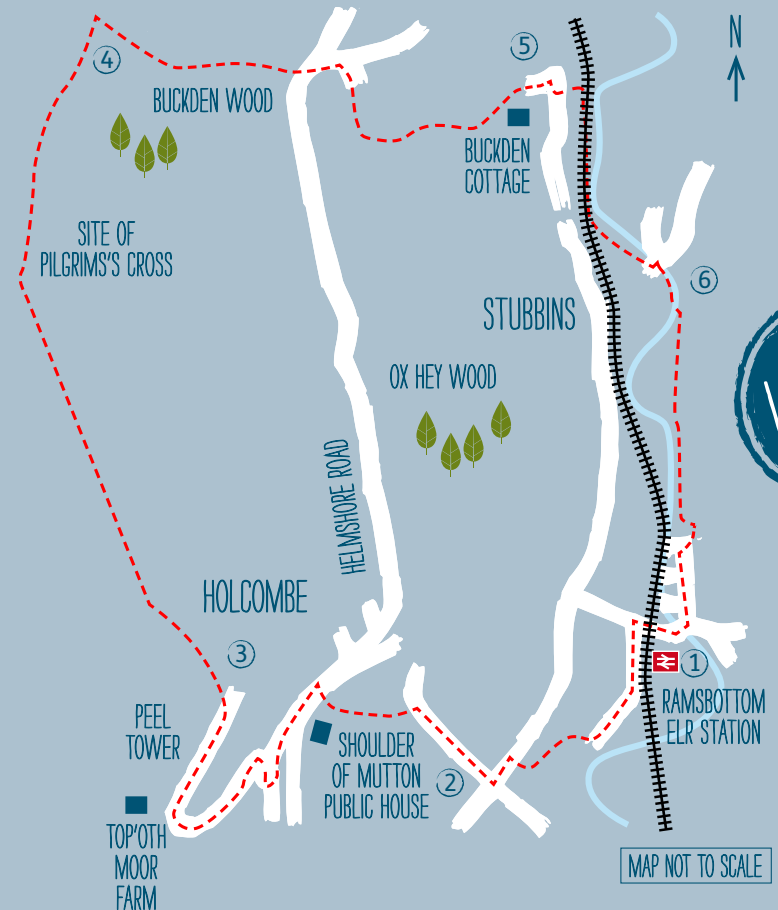 N
4
5
BUCKDEN WOOD
BUCKDEN
COTTAGE
SITE OF
PILGRIMS'S CROSS
6
STUBBINS
OX HEY WOOD
HELMSHORE ROAD
HOLCOMBE
3
1
RAMSBOTTOM
ELR STATION
PEEL
TOWER
SHOULDER
OF MUTTON
PUBLIC HOUSE
2
TOP'OTH
MOOR
FARM
MAP NOT TO SCALE